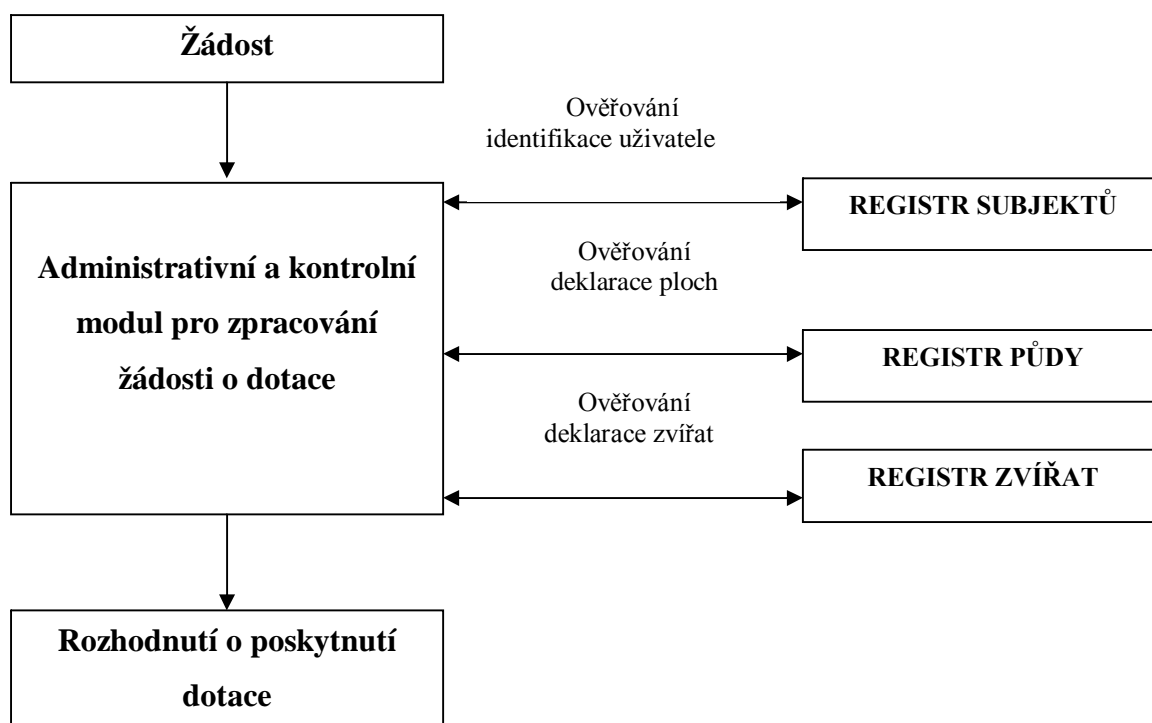 Žádost
Ověřování
identifikace uživatele
REGISTR SUBJEKTŮ
Administrativní a kontrolní
modul pro zpracování
žádosti o dotace
Ověřování
deklarace ploch
REGISTR PŮDY
Ověřování
deklarace zvířat
REGISTR ZVÍŘAT
Rozhodnutí o poskytnutí
dotace